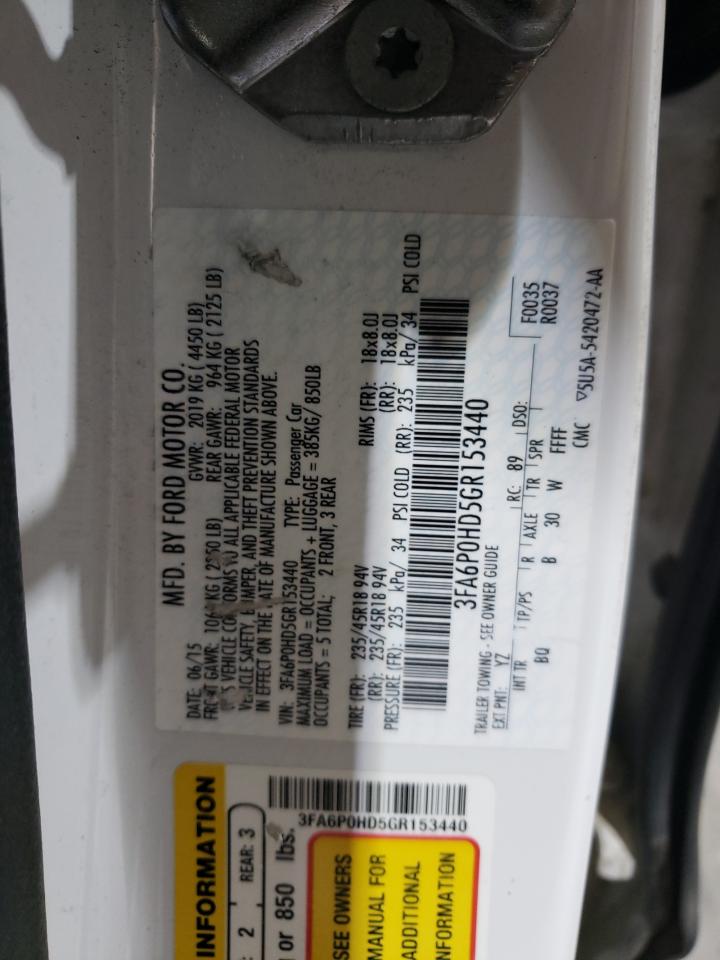 MFD. BY FORD MOTOR CO.
DATE: 06/15 GVWR: 2019 KG ( 4450 LB)
FRONT GAWR: KG ( LB) REAR GAWR: 964 KG ( 2125 LB)
THIS VEHICLE CONFORMS TO ALL APPLICABLE FEDERAL MOTOR
VEHICLE SAFETY, BUMPER, AND THEFT PREVENTION STANDARDS
IN EFFECT ON THE DATE OF MANUFACTURE SHOWN ABOVE.
VIN: 3FA6P0HD5GR153440 TYPE: Passenger Car
MAXIMUM LOAD = OCCUPANTS + LUGGAGE = 385KG/ 850LB
OCCUPANTS = 5 TOTAL; 2 FRONT, 3 REAR
TIRE (FR): 235/45R18 94V RIMS (FR): 18x8.0J
(RR): 235/45R18 94V (RR): 18x8.0J
PRESSURE (FR): 235 kPa/ 34 PSI COLD (RR): 235 kPa/ 34 PSI COLD
3FA6P0HD5GR153440
TRAILER TOWING - SEE OWNER GUIDE
EXT PNT: YZ RC: 89 DSO: F0035
R0037
INT TR TP/PS R AXLE TR SPR
BQ B 30 W FFFF
CMC ▽5U5A-5420472-AA
INFORMATION
: 2 REAR: 3
or 850 lbs.
3FA6P0HD5GR153440
SEE OWNERS
MANUAL FOR
ADDITIONAL
INFORMATION